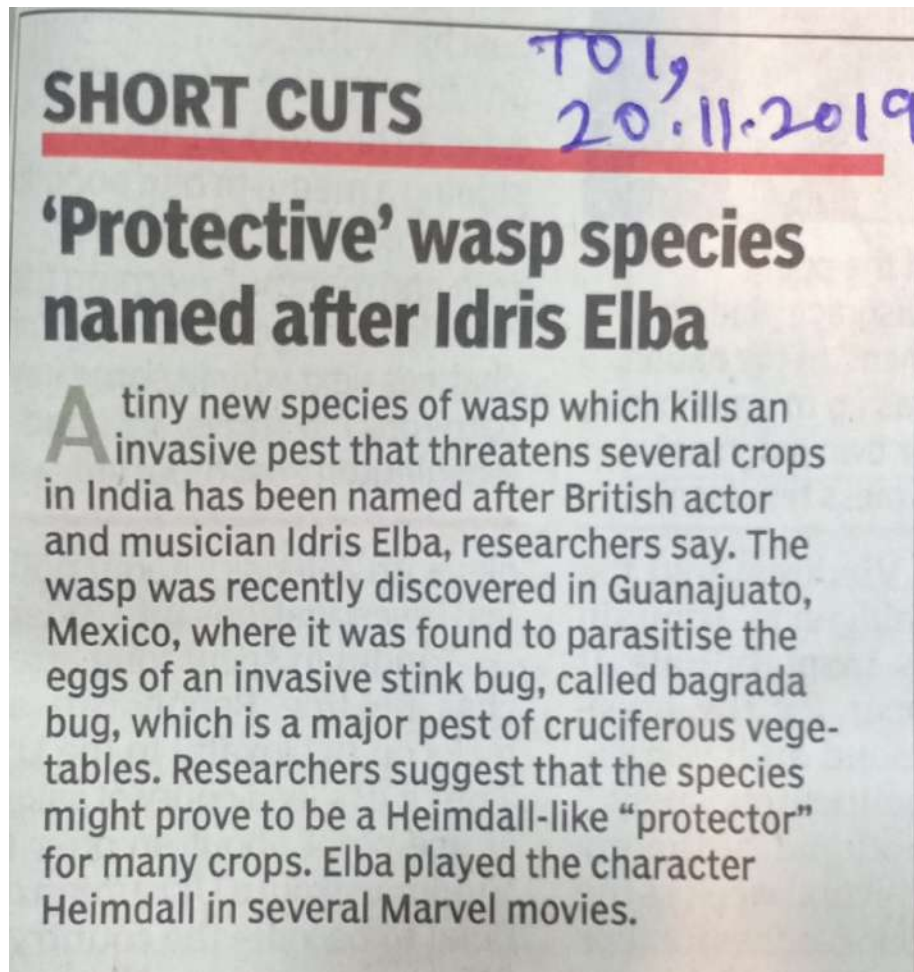 TOI,
SHORT CUTS
20.11.2019
‘Protective’ wasp species
named after Idris Elba
A tiny new species of wasp which kills an
invasive pest that threatens several crops
in India has been named after British actor
and musician Idris Elba, researchers say. The
wasp was recently discovered in Guanajuato,
Mexico, where it was found to parasitise the
eggs of an invasive stink bug, called bagrada
bug, which is a major pest of cruciferous vege-
tables. Researchers suggest that the species
might prove to be a Heimdall-like “protector”
for many crops. Elba played the character
Heimdall in several Marvel movies.